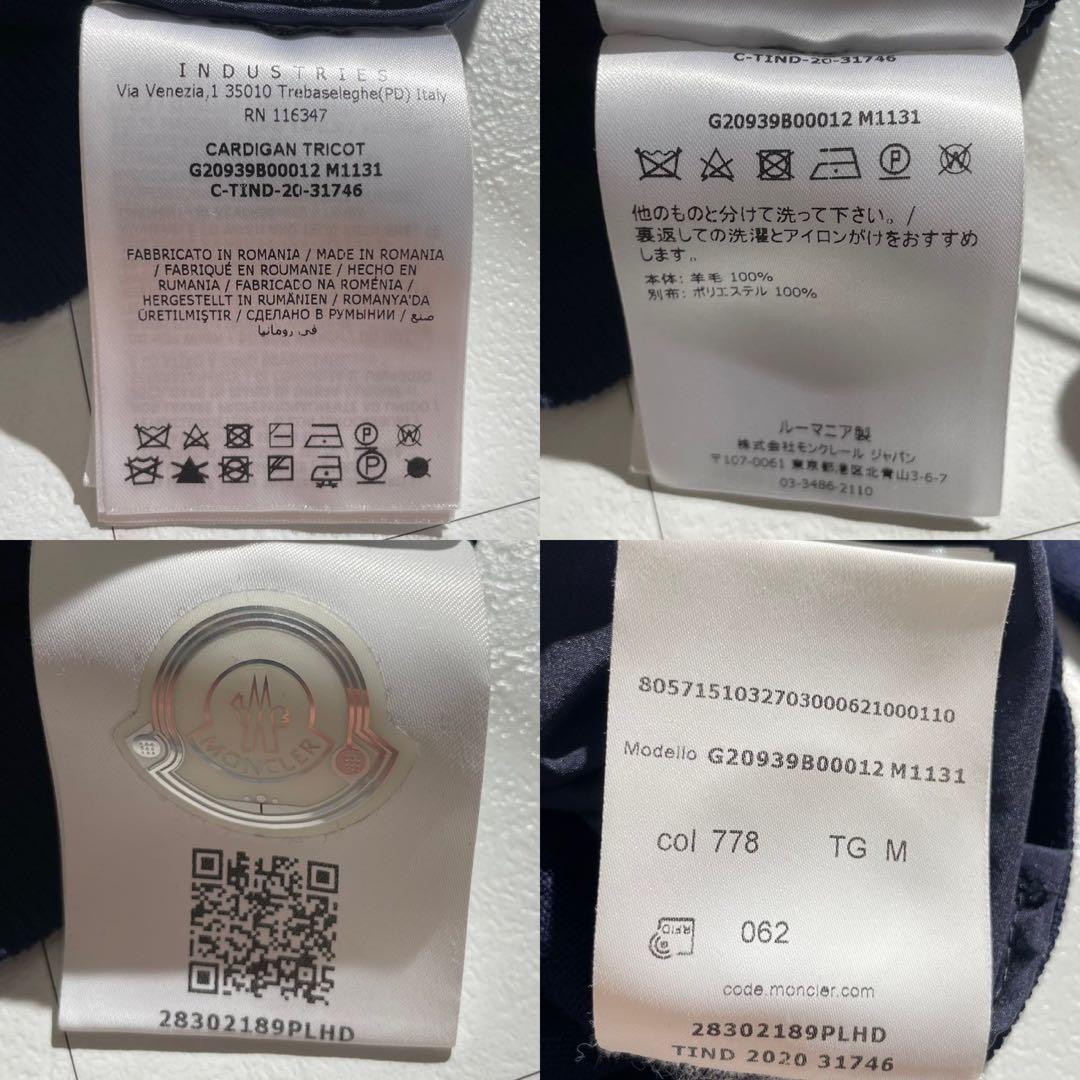 INDUSTRIES
Via Venezia,1 35010 Trebaseleghe(PD) Italy
RN 116347
CARDIGAN TRICOT
G20939B00012 M1131
C-TIND-20-31746
FABBRICATO IN ROMANIA / MADE IN ROMANIA
/ FABRIQUÉ EN ROUMANIE / HECHO EN
RUMANIA / FABRICADO NA ROMÉNIA /
HERGESTELLT IN RUMÄNIEN / ROMANYA'DA
ÜRETILMIŞTIR / СДЕЛАНО В РУМЫНИИ / صنع
في رومانيا
P W
P
C-TIND-20-31746
G20939B00012 M1131
P W
他のものと分けて洗って下さい。/
裏返しての洗濯とアイロンがけをおすすめ
します。
本体: 羊毛 100%
別布: ポリエステル 100%
ルーマニア製
株式会社モンクレール ジャパン
〒107-0061 東京都港区北青山3-6-7
03-3486-2110
MONCLER
28302189PLHD
8057151032703000621000110
Modello G20939B00012 M1131
col 778 TG M
RFID 062
code.moncler.com
28302189PLHD
TIND 2020 31746